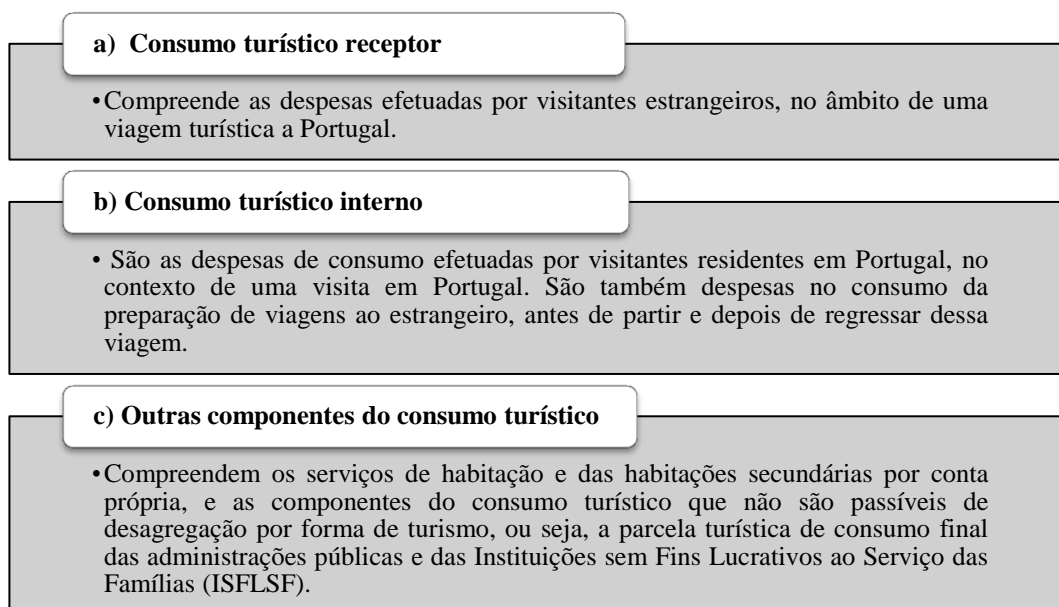 a) Consumo turístico receptor
•Compreende as despesas efetuadas por visitantes estrangeiros, no âmbito de uma
viagem turística a Portugal.
b) Consumo turístico interno
• São as despesas de consumo efetuadas por visitantes residentes em Portugal, no
contexto de uma visita em Portugal. São também despesas no consumo da
preparação de viagens ao estrangeiro, antes de partir e depois de regressar dessa
viagem.
c) Outras componentes do consumo turístico
•Compreendem os serviços de habitação e das habitações secundárias por conta
própria, e as componentes do consumo turístico que não são passíveis de
desagregação por forma de turismo, ou seja, a parcela turística de consumo final
das administrações públicas e das Instituições sem Fins Lucrativos ao Serviço das
Famílias (ISFLSF).